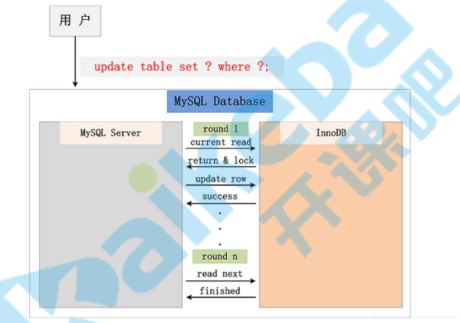 用 户
update table set ? where ?;
MySQL Database
MySQL Server
round 1
InnoDB
current read
return & lock
update row
success
.
.
.
round n
read next
finished
Kaikeba
开课吧